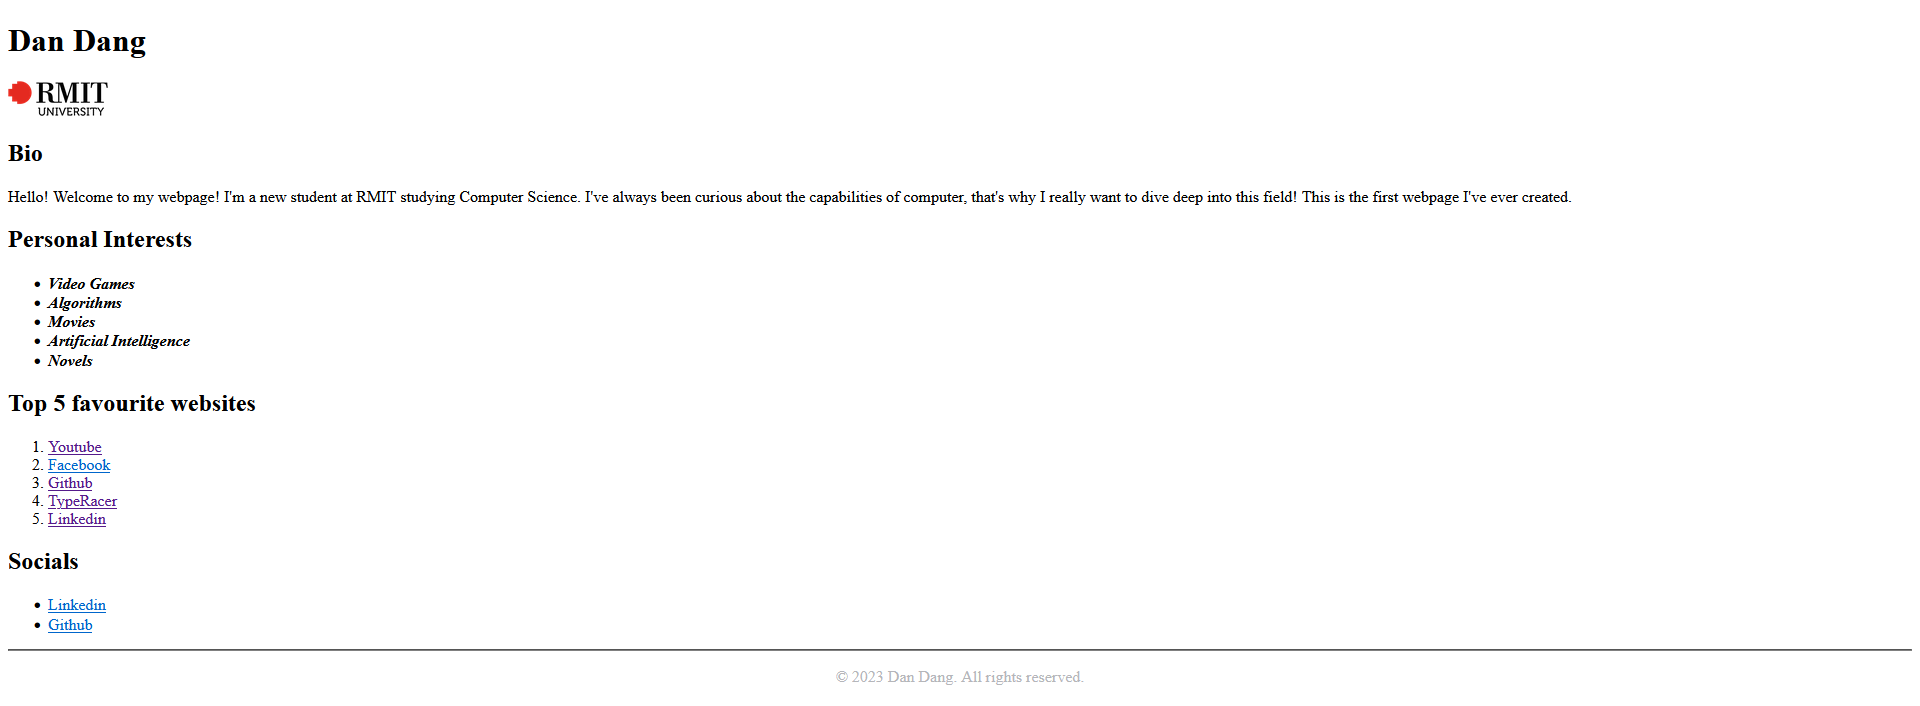 Dan Dang
RMIT
UNIVERSITY
Bio
Hello! Welcome to my webpage! I'm a new student at RMIT studying Computer Science. I've always been curious about the capabilities of computer, that's why I really want to dive deep into this field! This is the first webpage I've ever created.
Personal Interests
• Video Games
• Algorithms
• Movies
• Artificial Intelligence
• Novels
Top 5 favourite websites
1. Youtube
2. Facebook
3. Github
4. TypeRacer
5. Linkedin
Socials
• Linkedin
• Github
© 2023 Dan Dang. All rights reserved.